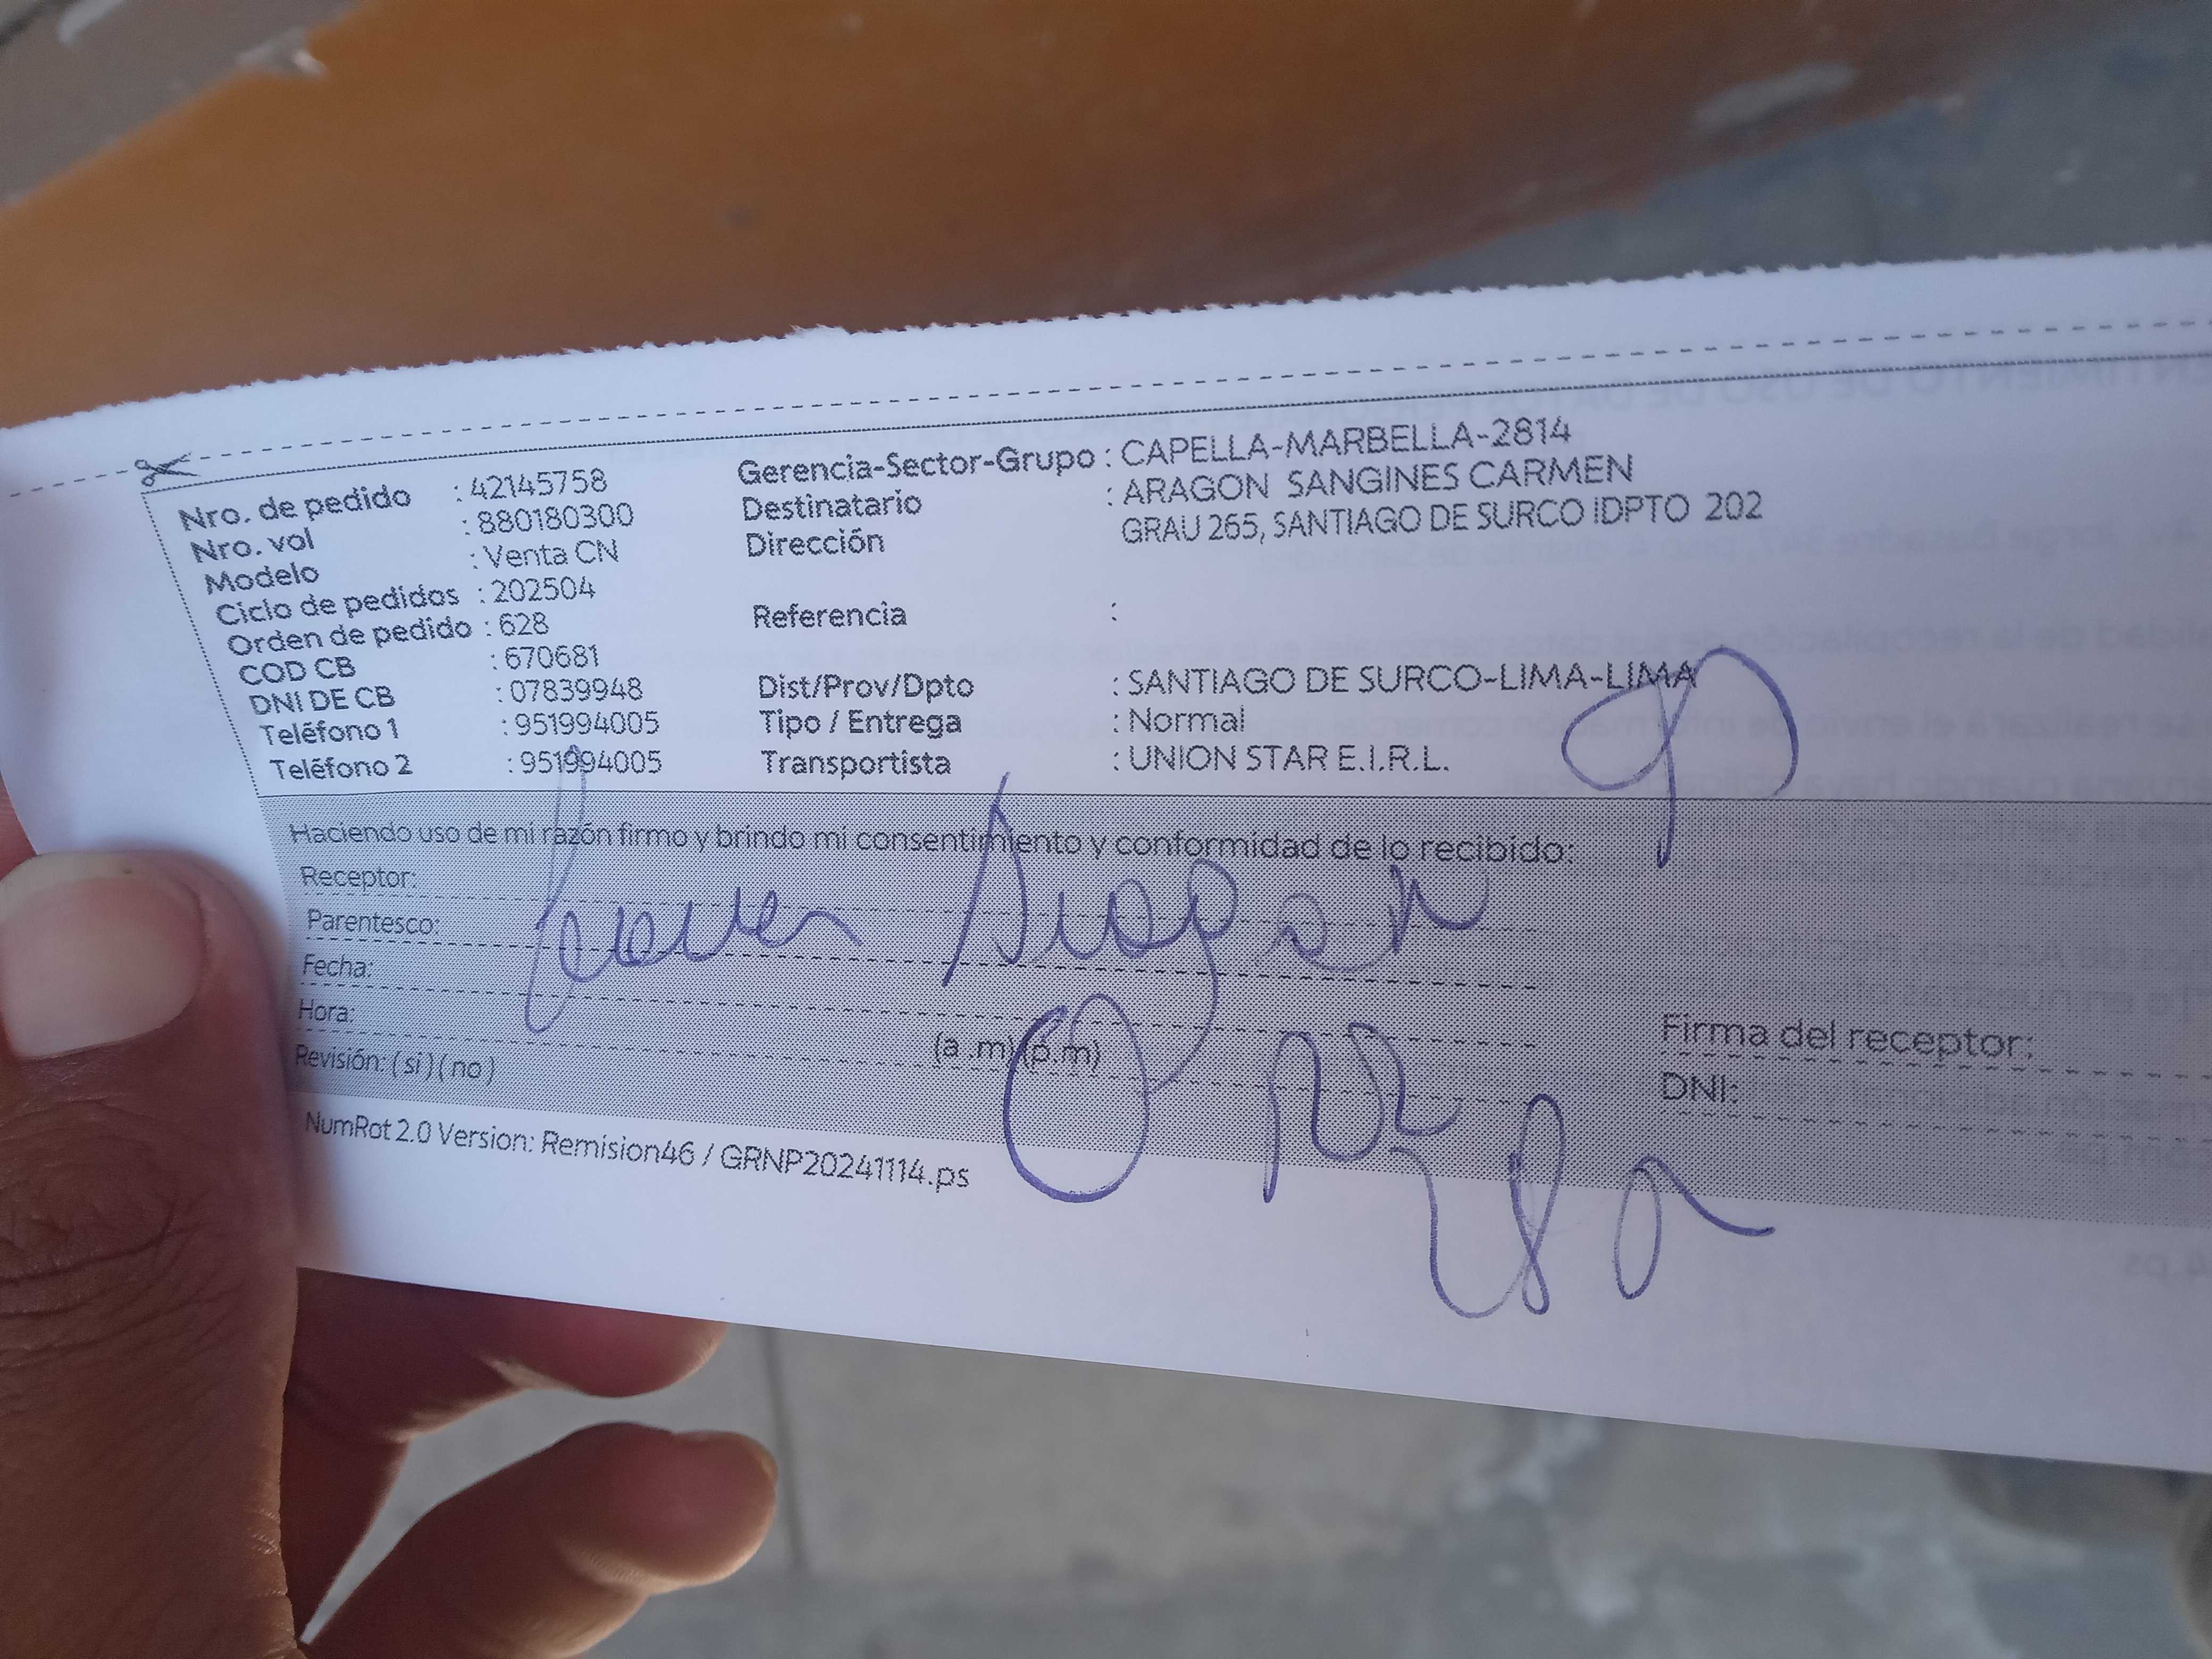 Nro. de pedido : 42145758
Nro. vol : 880180300
Modelo : Venta CN
Ciclo de pedidos : 202504
Orden de pedido : 628
COD CB : 670681
DNI DE CB : 07839948
Teléfono 1 : 951994005
Teléfono 2 : 951994005
Gerencia-Sector-Grupo : CAPELLA-MARBELLA-2814
Destinatario : ARAGON SANGINES CARMEN
Dirección GRAU 265, SANTIAGO DE SURCO IDPTO 202
Referencia :
Dist/Prov/Dpto : SANTIAGO DE SURCO-LIMA-LIMA
Tipo / Entrega : Normal
Transportista : UNION STAR E.I.R.L.
Haciendo uso de mi razón firmo y brindo mi consentimiento y conformidad de lo recibido:
Receptor:
Parentesco: Aragon
Fecha:
Hora: (a .m) (p.m)
Revisión: ( si ) ( no )
Firma del receptor:
DNI:
NumRot 2.0 Version: Remision46 / GRNP20241114.ps